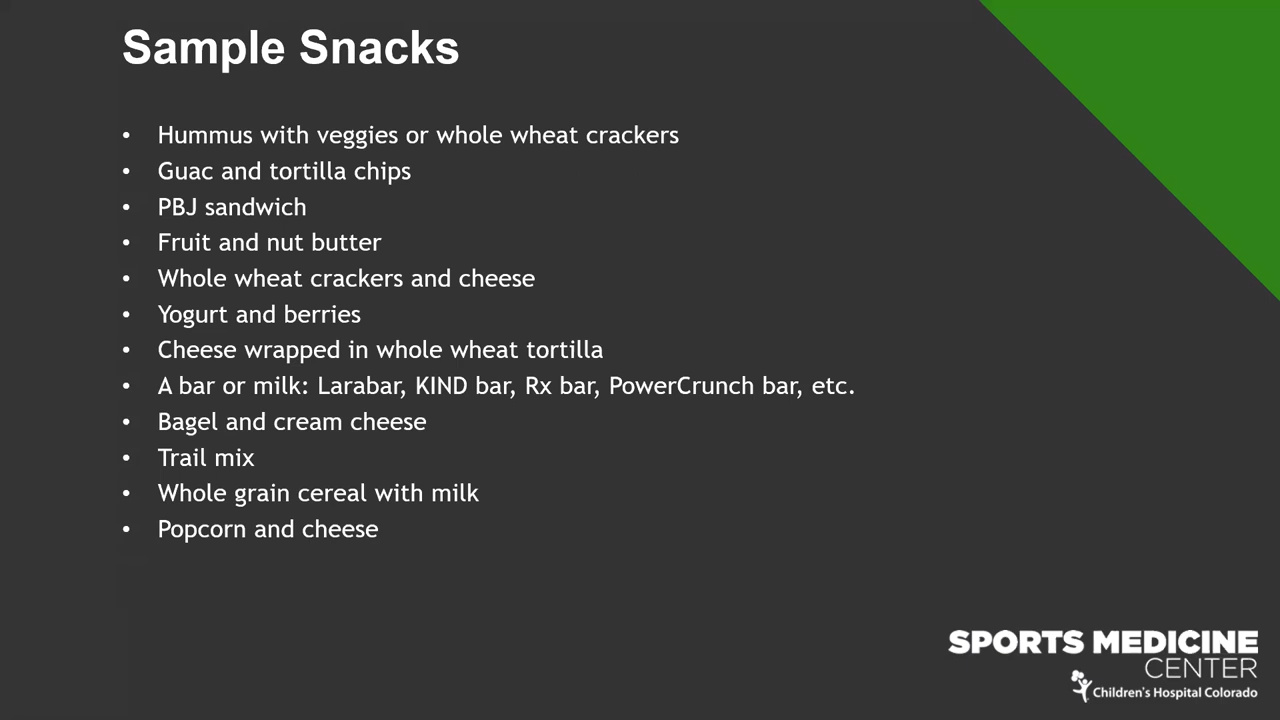 Sample Snacks
• Hummus with veggies or whole wheat crackers
• Guac and tortilla chips
• PBJ sandwich
• Fruit and nut butter
• Whole wheat crackers and cheese
• Yogurt and berries
• Cheese wrapped in whole wheat tortilla
• A bar or milk: Larabar, KIND bar, Rx bar, PowerCrunch bar, etc.
• Bagel and cream cheese
• Trail mix
• Whole grain cereal with milk
• Popcorn and cheese
SPORTS MEDICINE
CENTER
Children's Hospital Colorado